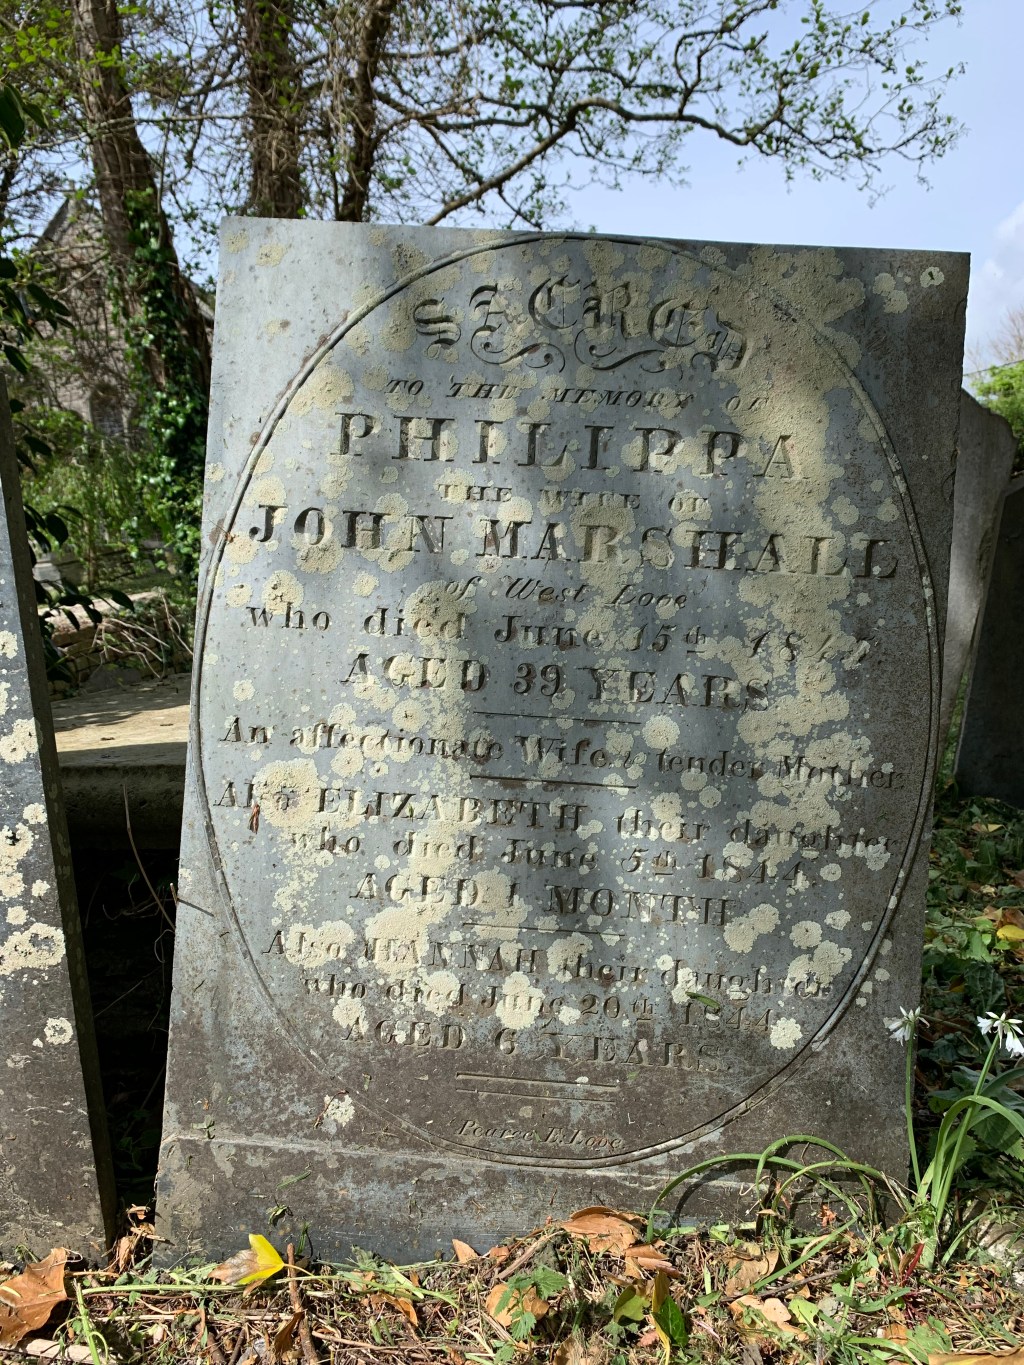 SACRED
TO THE MEMORY OF
PHILIPPA
THE WIFE OF
JOHN MARSHALL
of West Looe
who died June 15th
AGED 39 YEARS
An affectionate Wife & tender Mother.
Also ELIZABETH their daughter
who died June 5th 1844.
AGED 1 MONTH
Also HANNAH their daughter
who died June 20th 1844
AGED 6 YEARS.
Pearce E. Looe